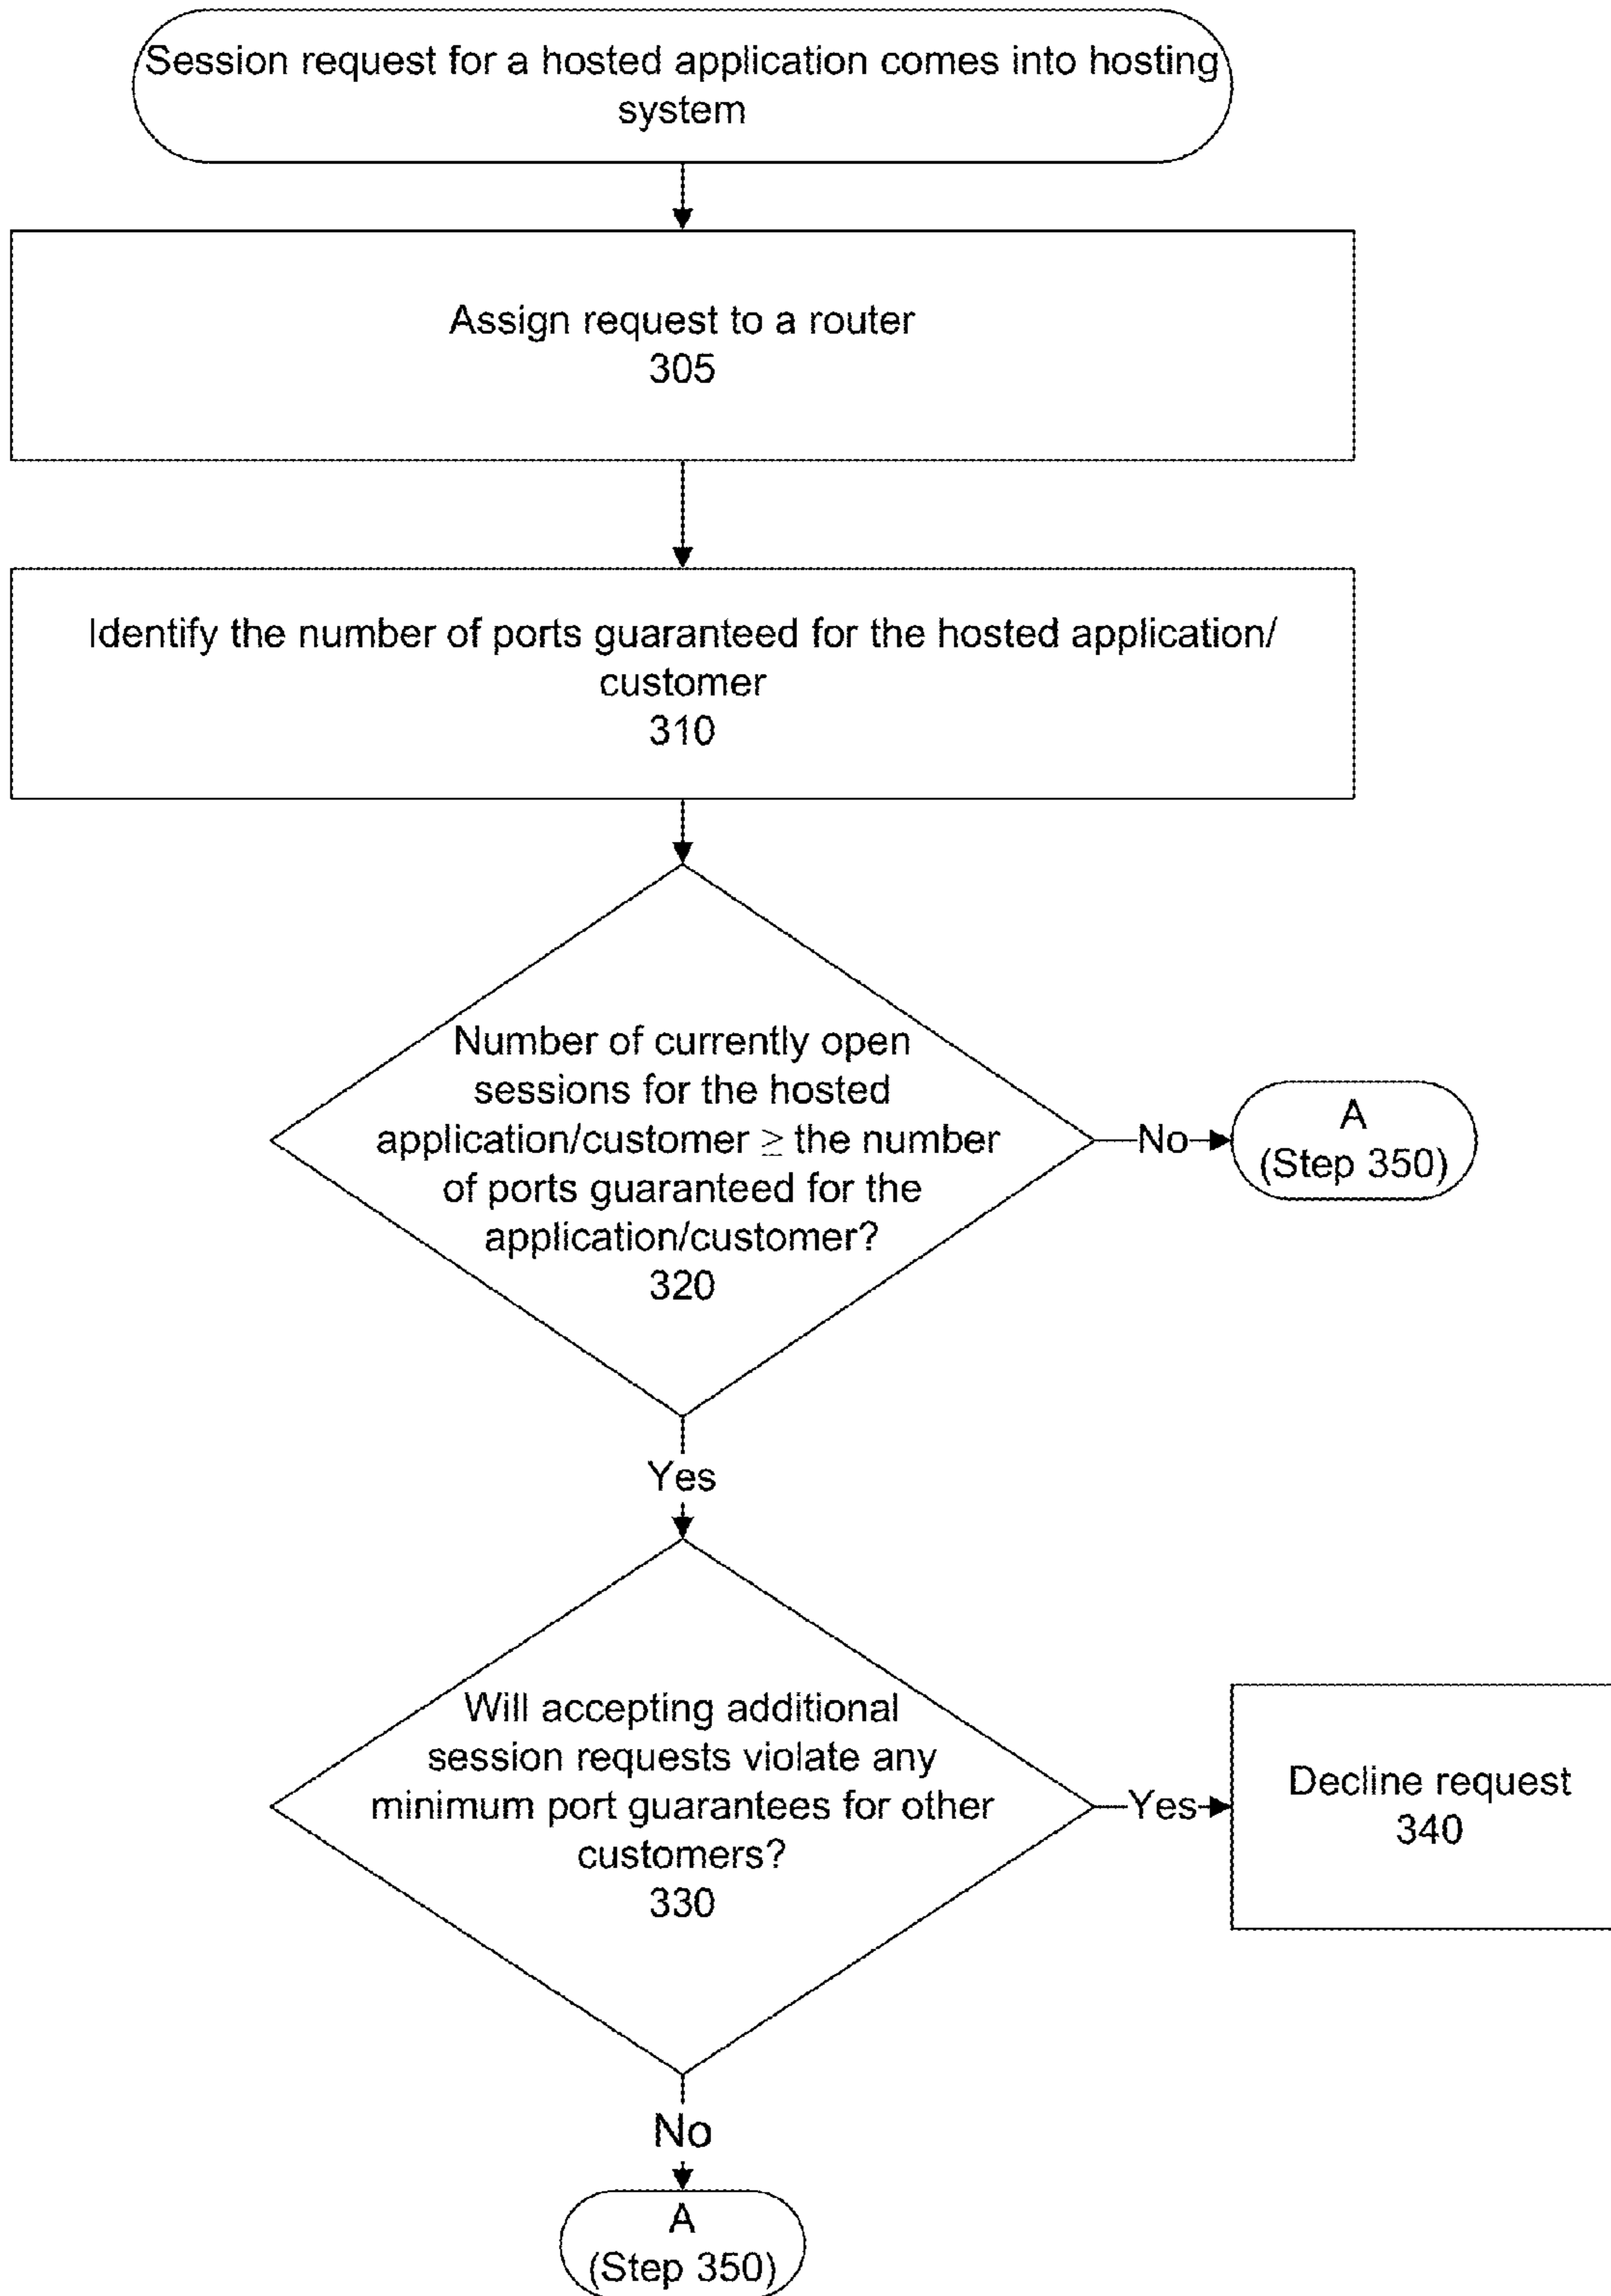 Session request for a hosted application comes into hosting
system
Assign request to a router
305
Identify the number of ports guaranteed for the hosted application/
customer
310
Number of currently open
sessions for the hosted
application/customer ≥ the number
of ports guaranteed for the
application/customer?
320
No
A
(Step 350)
Yes
Will accepting additional
session requests violate any
minimum port guarantees for other
customers?
330
Yes
Decline request
340
No
A
(Step 350)